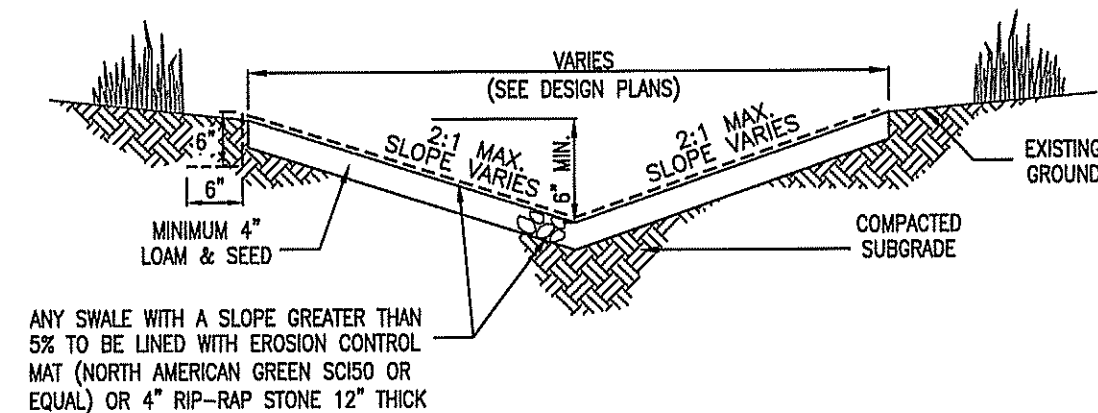 VARIES
(SEE DESIGN PLANS)
2:1 MAX.
SLOPE VARIES
6" MIN.
2:1 MAX.
SLOPE VARIES
6"
6"
EXISTING
GROUND
MINIMUM 4"
LOAM & SEED
COMPACTED
SUBGRADE
ANY SWALE WITH A SLOPE GREATER THAN
5% TO BE LINED WITH EROSION CONTROL
MAT (NORTH AMERICAN GREEN SC150 OR
EQUAL) OR 4" RIP-RAP STONE 12" THICK